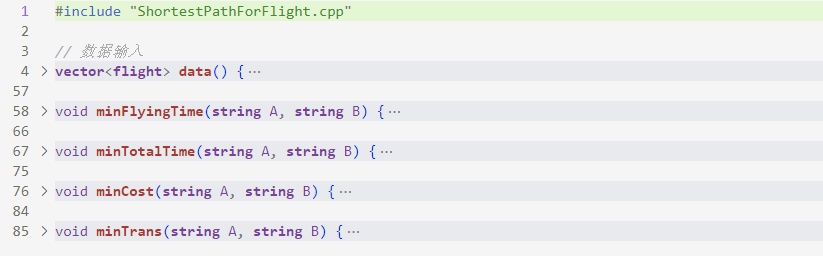 1 #include "ShortestPathForFlight.cpp"
2
3 // 数据输入
4 > vector<flight> data() { ···
57
58 > void minFlyingTime(string A, string B) { ···
66
67 > void minTotalTime(string A, string B) { ···
75
76 > void minCost(string A, string B) { ···
84
85 > void minTrans(string A, string B) { ···